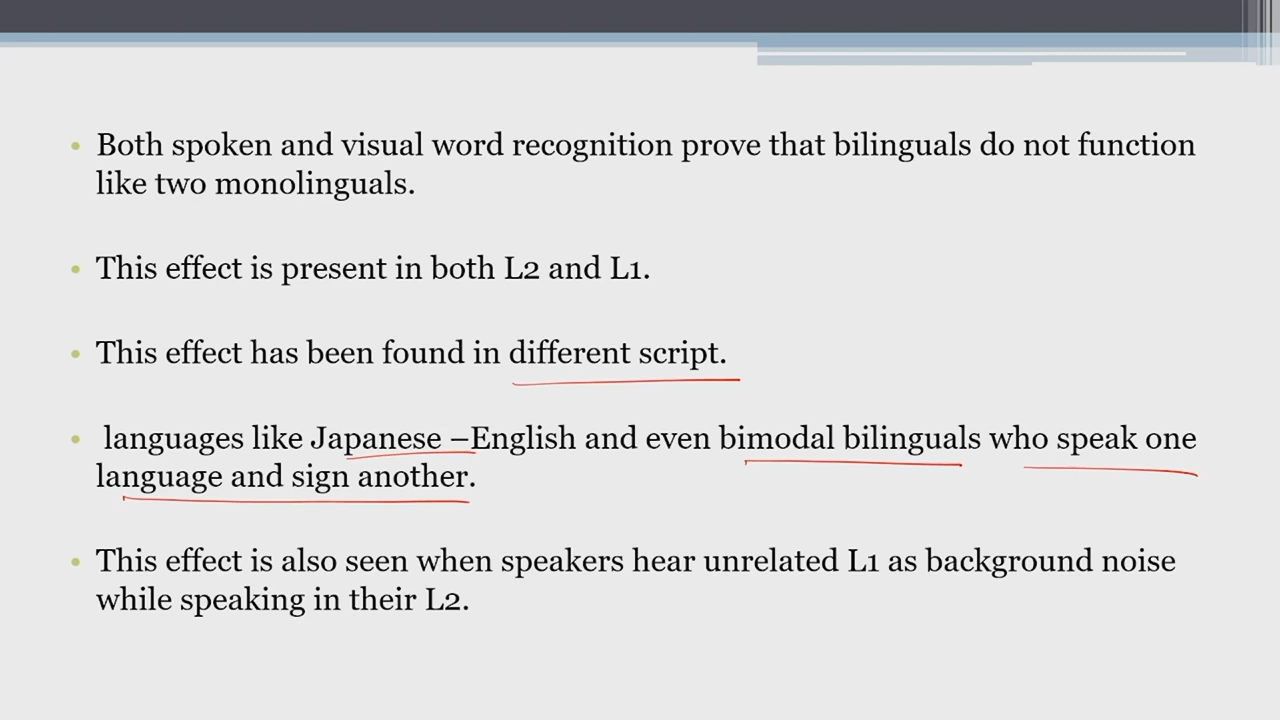 • Both spoken and visual word recognition prove that bilinguals do not function
like two monolinguals.
• This effect is present in both L2 and L1.
• This effect has been found in different script.
• languages like Japanese –English and even bimodal bilinguals who speak one
language and sign another.
• This effect is also seen when speakers hear unrelated L1 as background noise
while speaking in their L2.